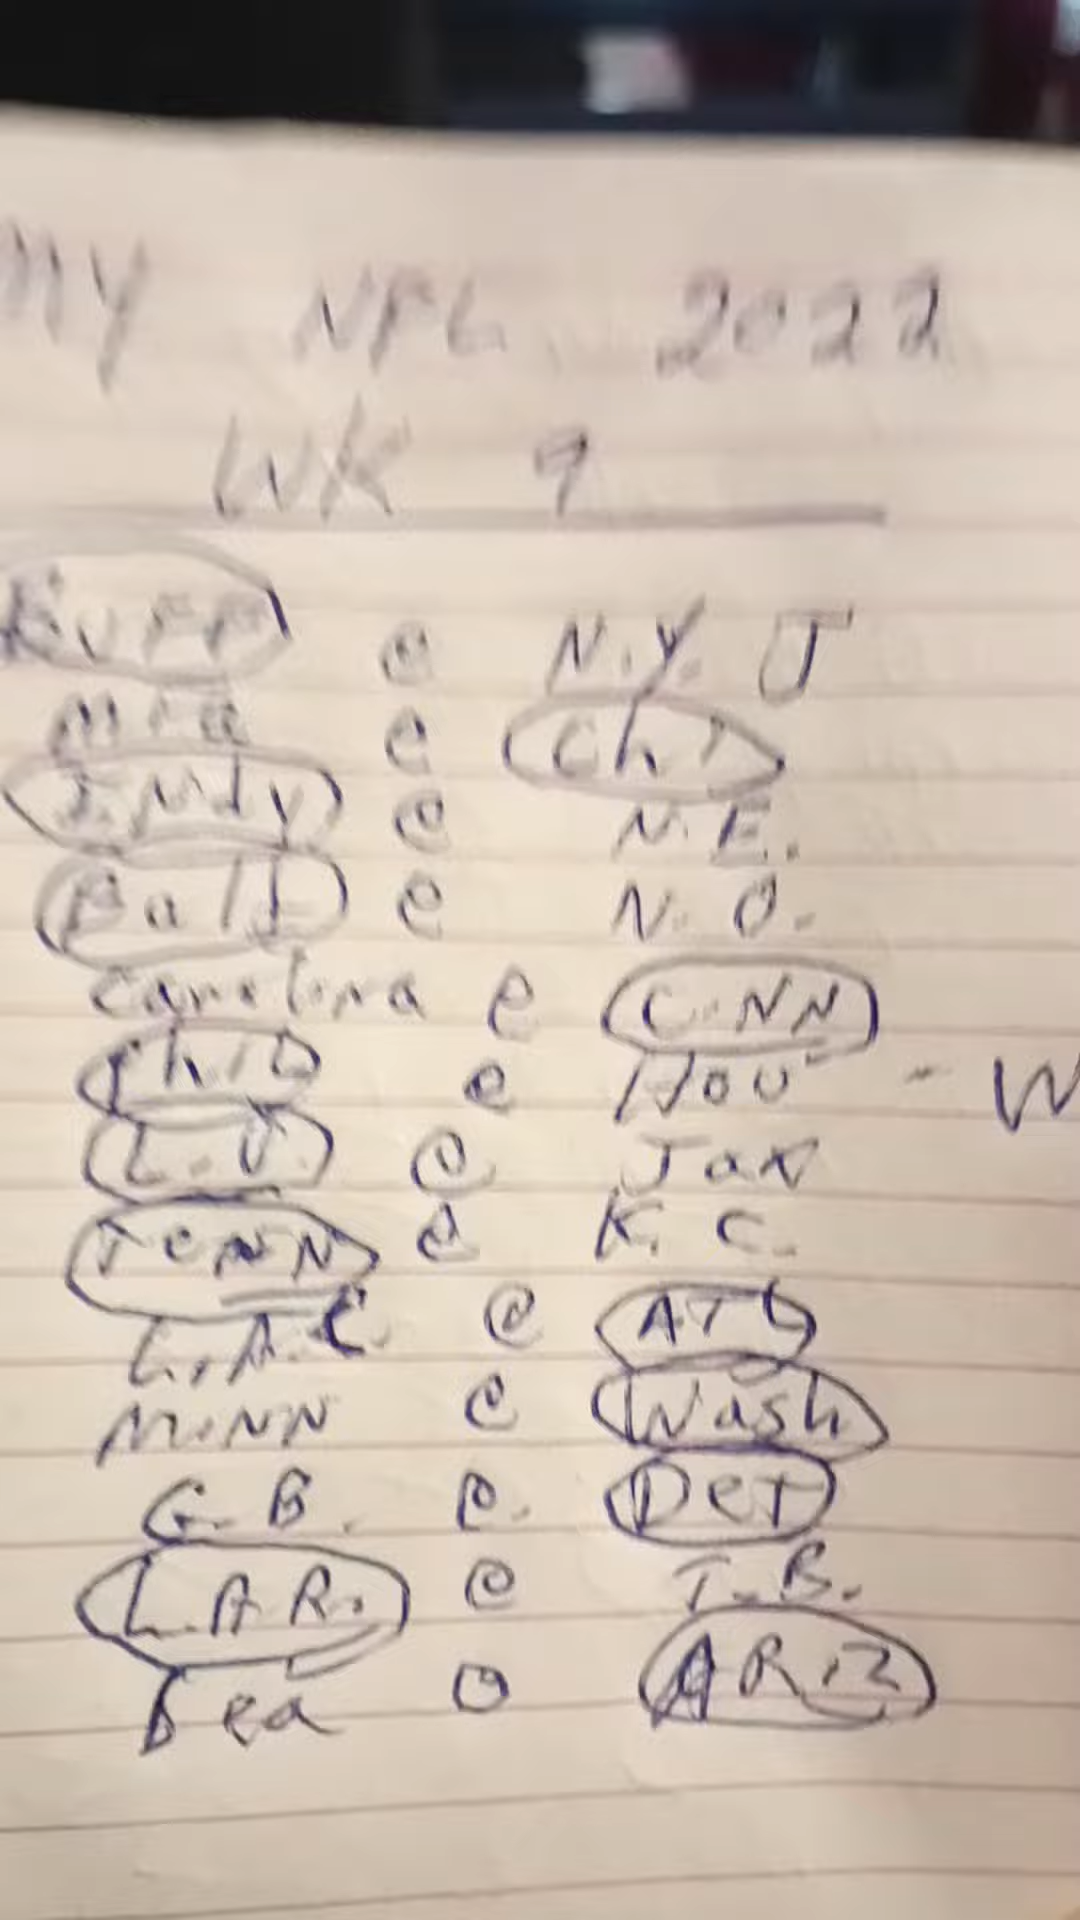 MY NFL 2022
WK 9
BUFF @ N.Y. J
MIA @ Chi
INdy @ N.E.
Balt @ N.O.
Carolina @ CINN
@ HOU - W
L.V. @ Jax
TeNN @ K.C.
L.A.C. @ ATL
MINN @ Wash
G.B. @ Det
L.A.R. @ T.B.
Sea @ ARIZ